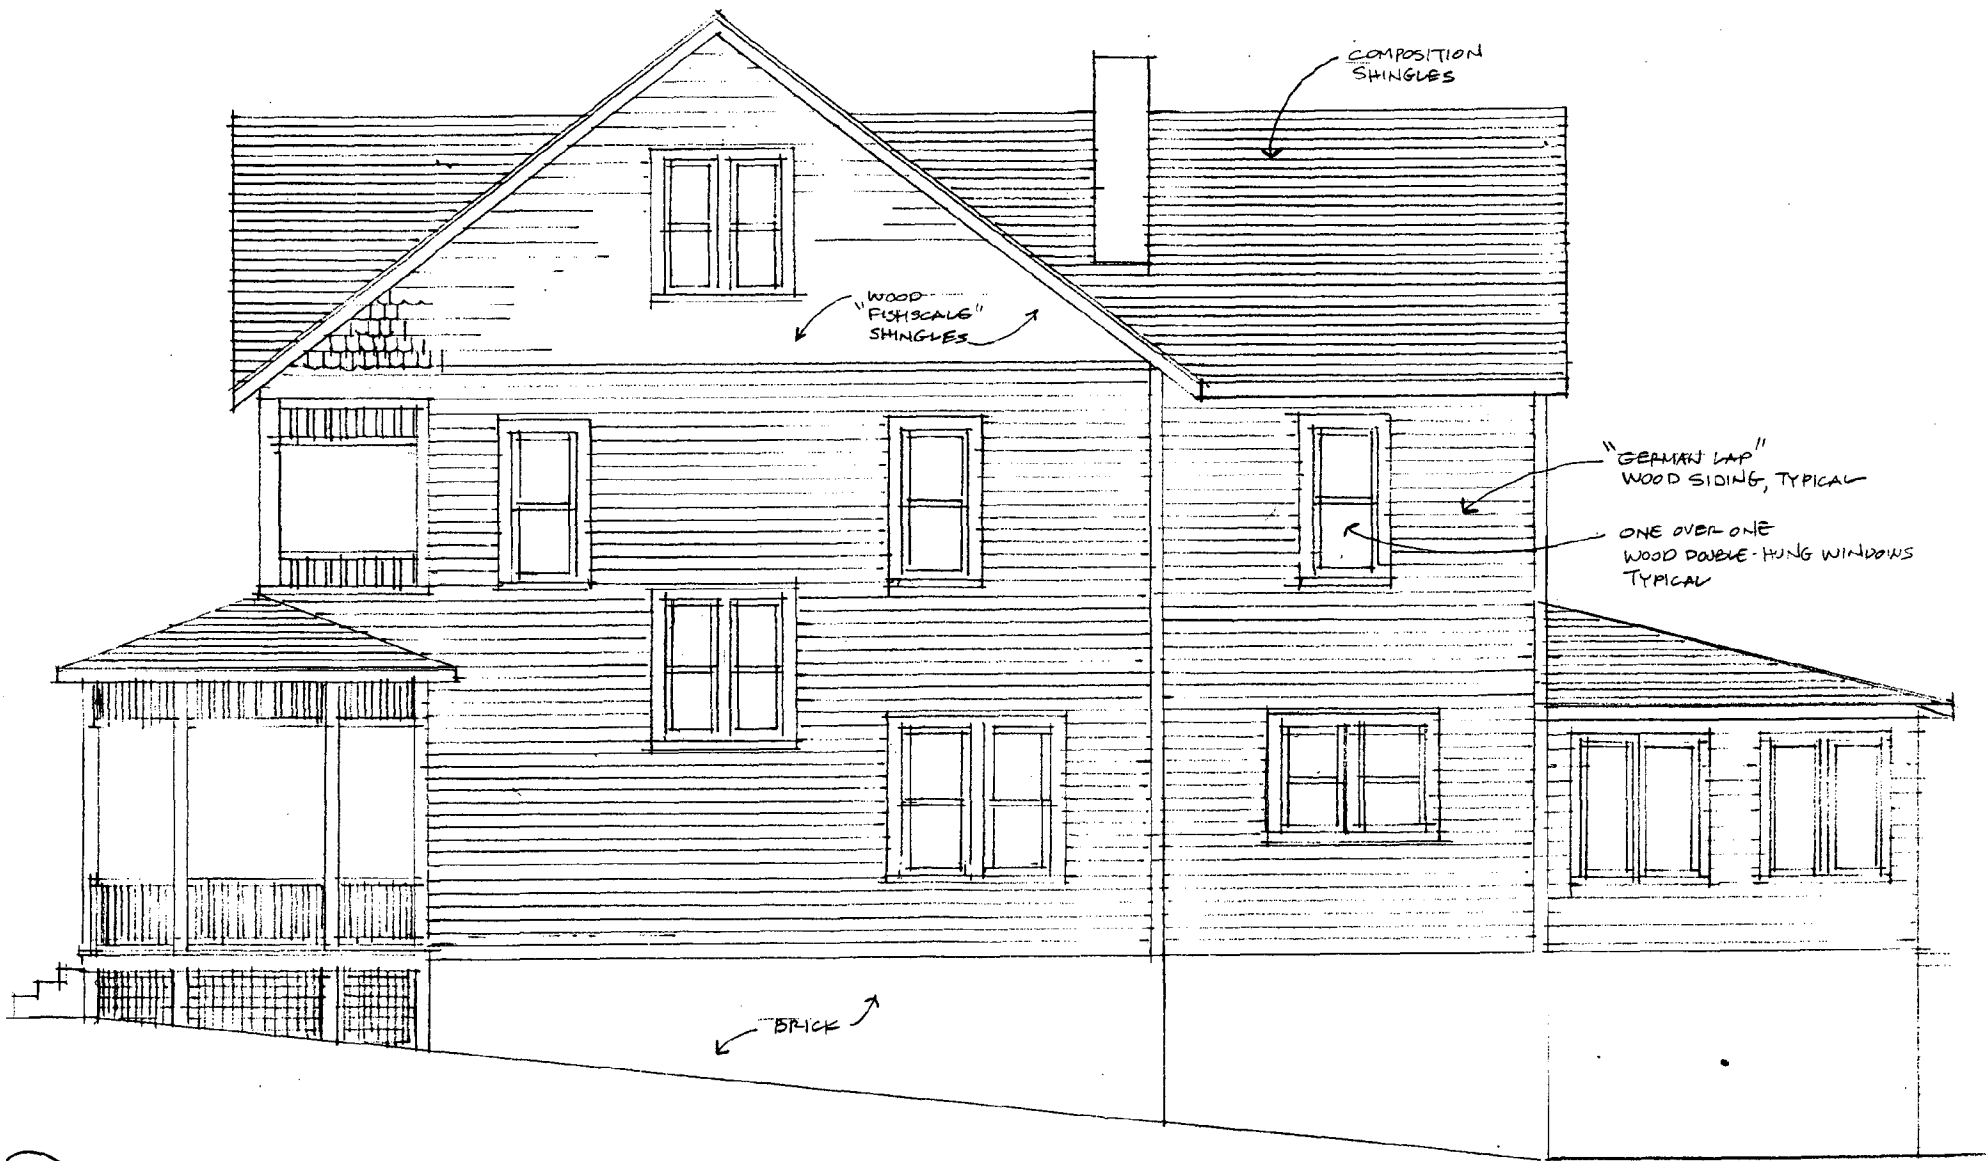 COMPOSITION
SHINGLES
"WOOD
"FISHSCALE"
SHINGLES
"GERMAN LAP"
WOOD SIDING, TYPICAL
ONE OVER ONE
WOOD DOUBLE-HUNG WINDOWS
TYPICAL
BRICK